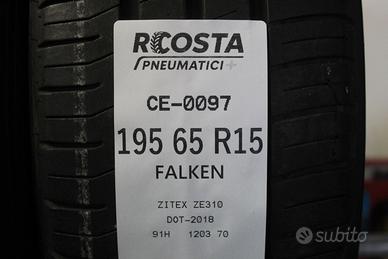 RCOSTA
PNEUMATICI+
CE-0097
195 65 R15
FALKEN
ZITEX ZE310
DOT-2018
91H 1203 70
subito